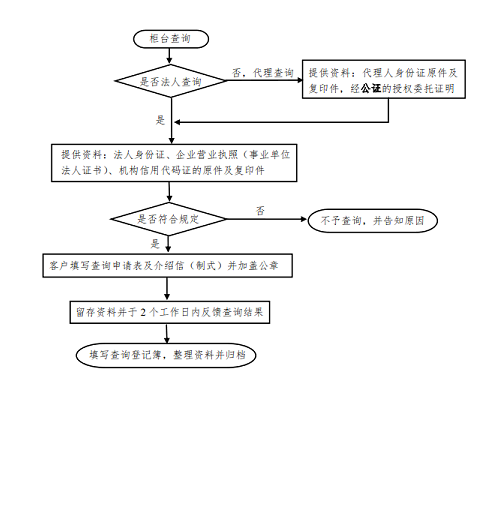 柜台查询
是否法人查询
否，代理查询
提供资料：代理人身份证原件及
复印件，经公证的授权委托证明
是
提供资料：法人身份证、企业营业执照（事业单位
法人证书）、机构信用代码证的原件及复印件
是否符合规定
否
不予查询，并告知原因
是
客户填写查询申请表及介绍信（制式）并加盖公章
留存资料并于 2 个工作日内反馈查询结果
填写查询登记簿，整理资料并归档